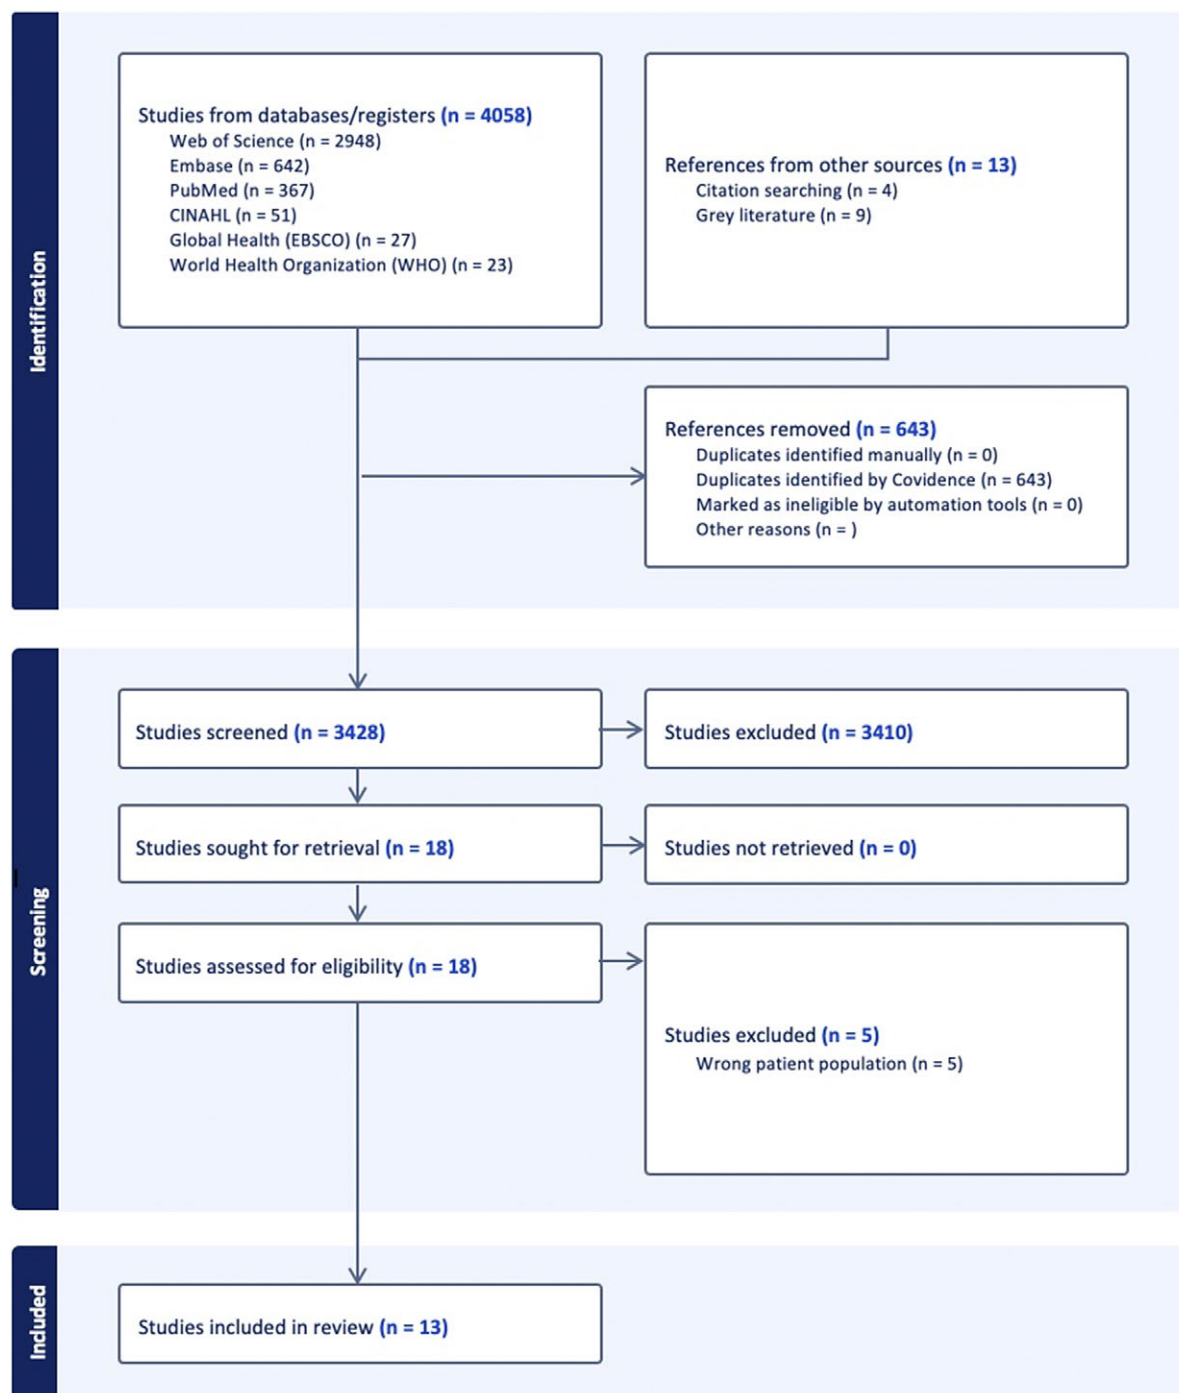 Identification
Studies from databases/registers (n = 4058)
Web of Science (n = 2948)
Embase (n = 642)
PubMed (n = 367)
CINAHL (n = 51)
Global Health (EBSCO) (n = 27)
World Health Organization (WHO) (n = 23)
References from other sources (n = 13)
Citation searching (n = 4)
Grey literature (n = 9)
References removed (n = 643)
Duplicates identified manually (n = 0)
Duplicates identified by Covidence (n = 643)
Marked as ineligible by automation tools (n = 0)
Other reasons (n = )
Screening
Studies screened (n = 3428)
Studies excluded (n = 3410)
Studies sought for retrieval (n = 18)
Studies not retrieved (n = 0)
Studies assessed for eligibility (n = 18)
Studies excluded (n = 5)
Wrong patient population (n = 5)
Included
Studies included in review (n = 13)